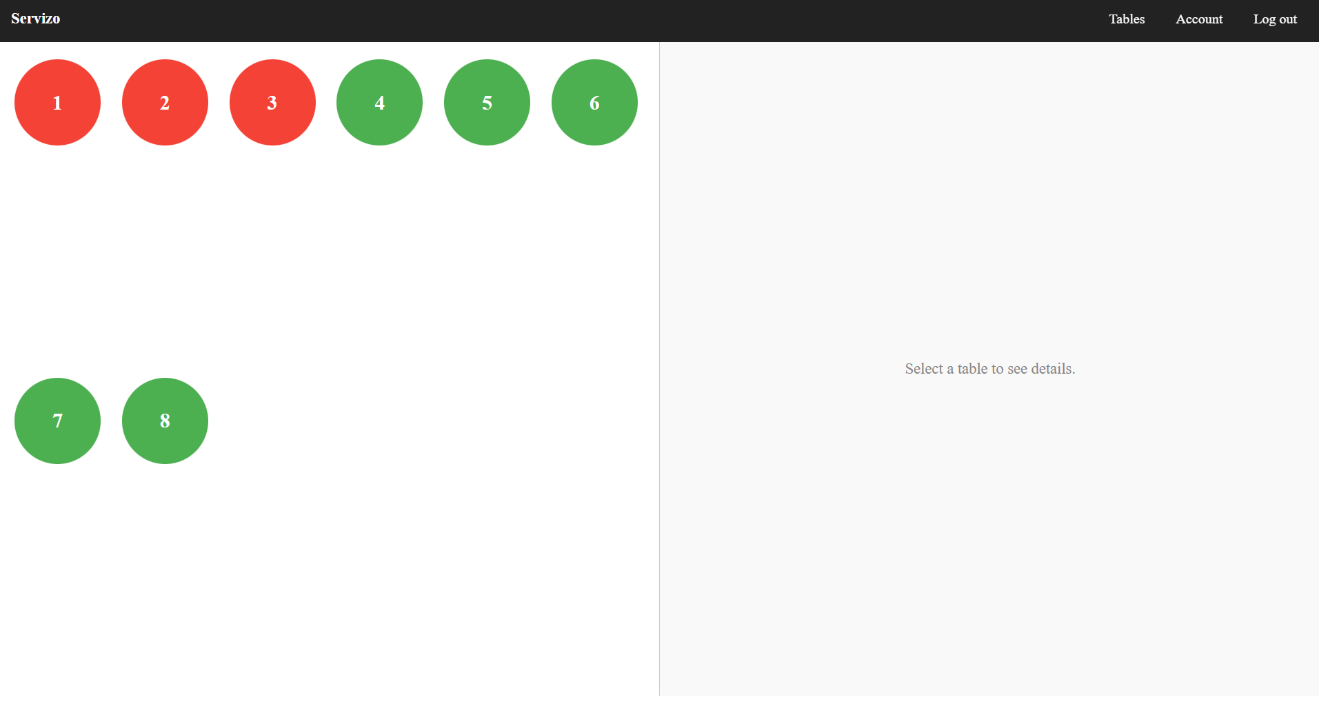 Servizo Tables Account Log out
1 2 3 4 5 6
Select a table to see details.
7 8